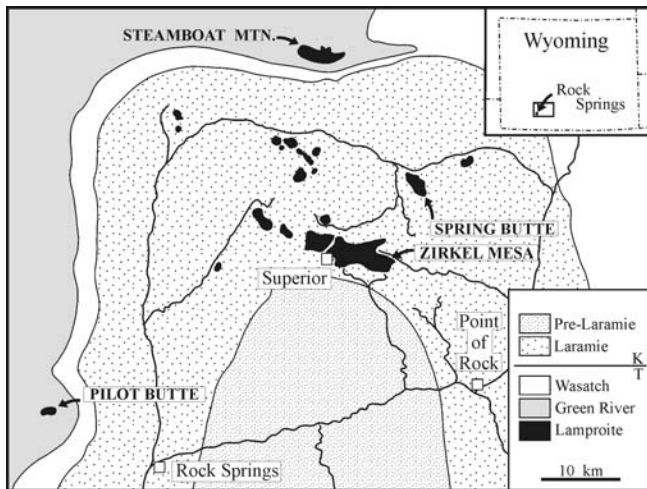 STEAMBOAT MTN.
Wyoming
Rock
Springs
SPRING BUTTE
ZIRKEL MESA
Superior
Point
of
Rock
Pre-Laramie
Laramie
K
T
Wasatch
Green River
Lamproite
PILOT BUTTE
Rock Springs
10 km